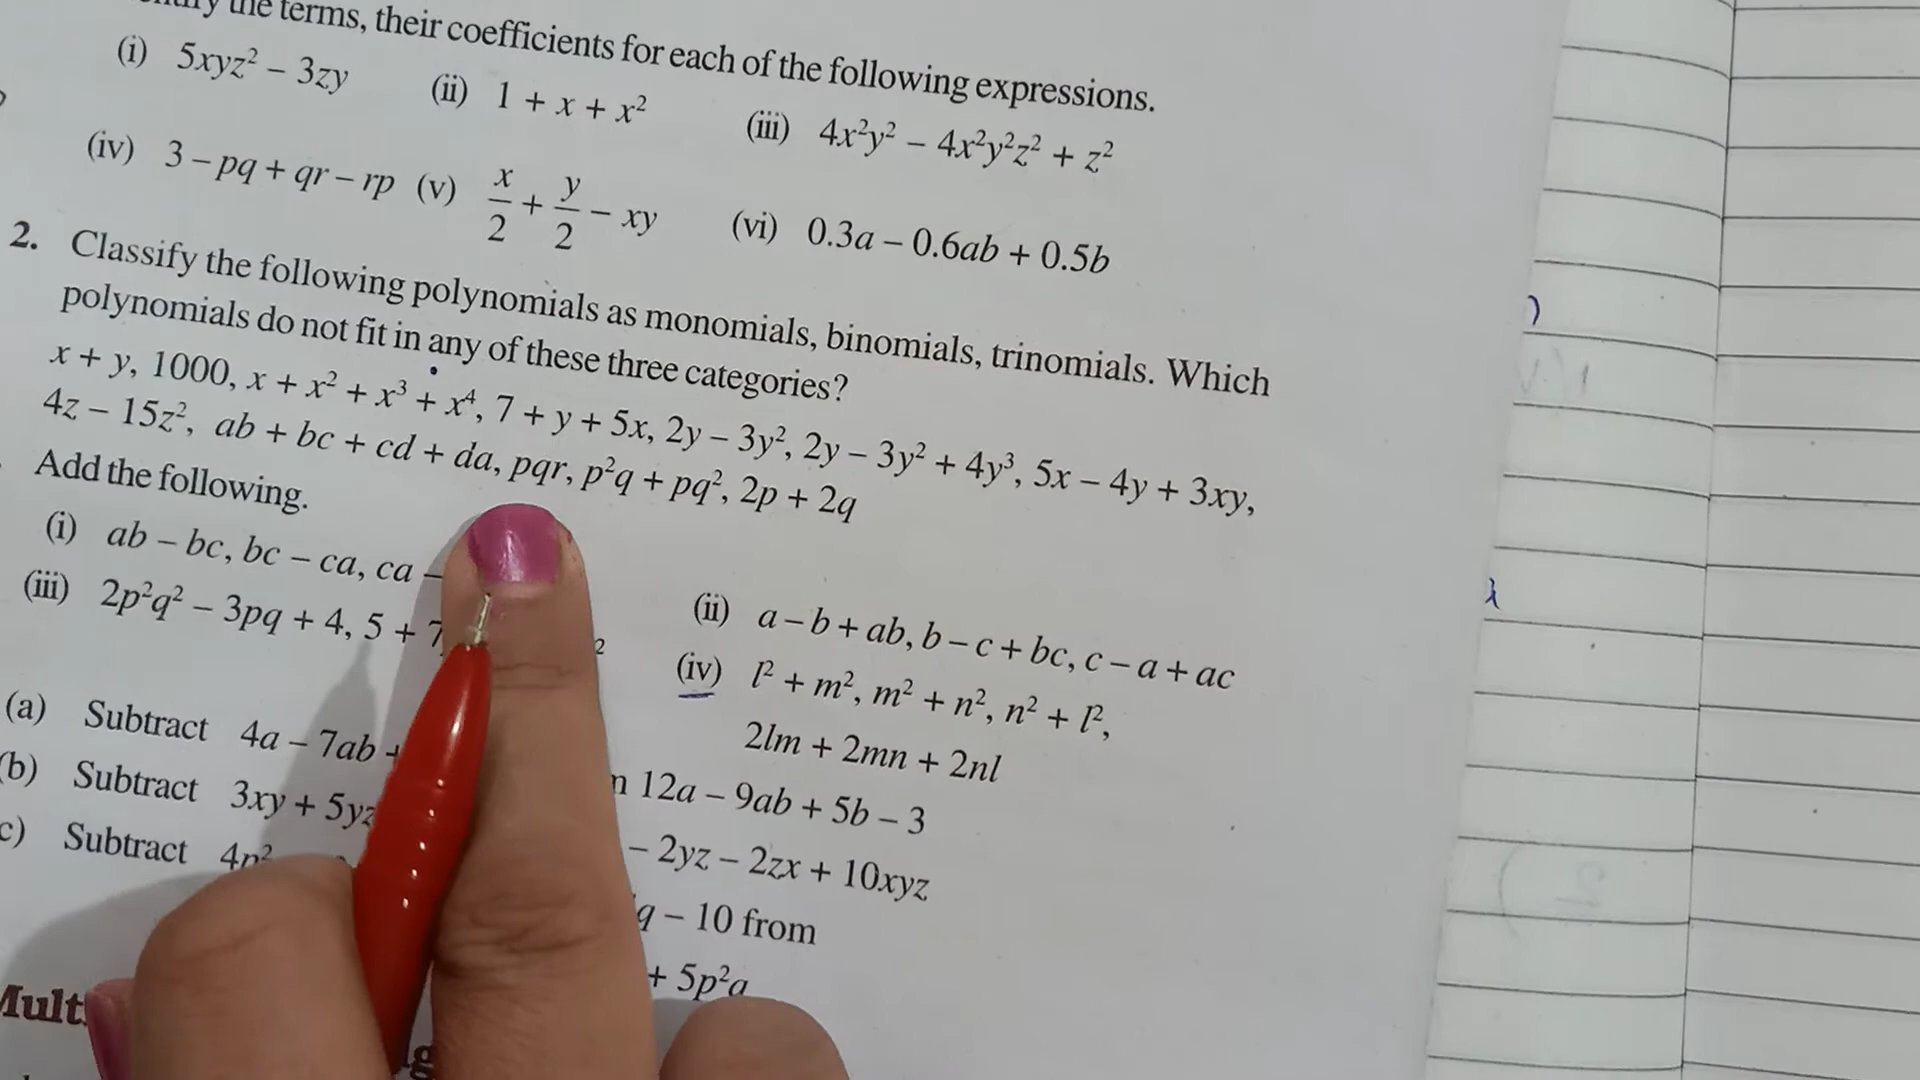 the terms, their coefficients for each of the following expressions.
(i) 5xyz² – 3zy (ii) 1 + x + x² (iii) 4x²y² – 4x²y²z² + z²
(iv) 3 – pq + qr – rp (v) x/2 + y/2 – xy (vi) 0.3a – 0.6ab + 0.5b
2. Classify the following polynomials as monomials, binomials, trinomials. Which
polynomials do not fit in any of these three categories?
x + y, 1000, x + x² + x³ + x⁴, 7 + y + 5x, 2y – 3y², 2y – 3y² + 4y³, 5x – 4y + 3xy,
4z – 15z², ab + bc + cd + da, pqr, p²q + pq², 2p + 2q
Add the following.
(i) ab – bc, bc – ca, ca – (ii) a – b + ab, b – c + bc, c – a + ac
(iii) 2p²q² – 3pq + 4, 5 + 7 2 (iv) l² + m², m² + n², n² + l²,
2lm + 2mn + 2nl
(a) Subtract 4a – 7ab + 12a – 9ab + 5b – 3
(b) Subtract 3xy + 5yz – 2yz – 2zx + 10xyz
(c) Subtract 4p² q – 10 from
+ 5p²q